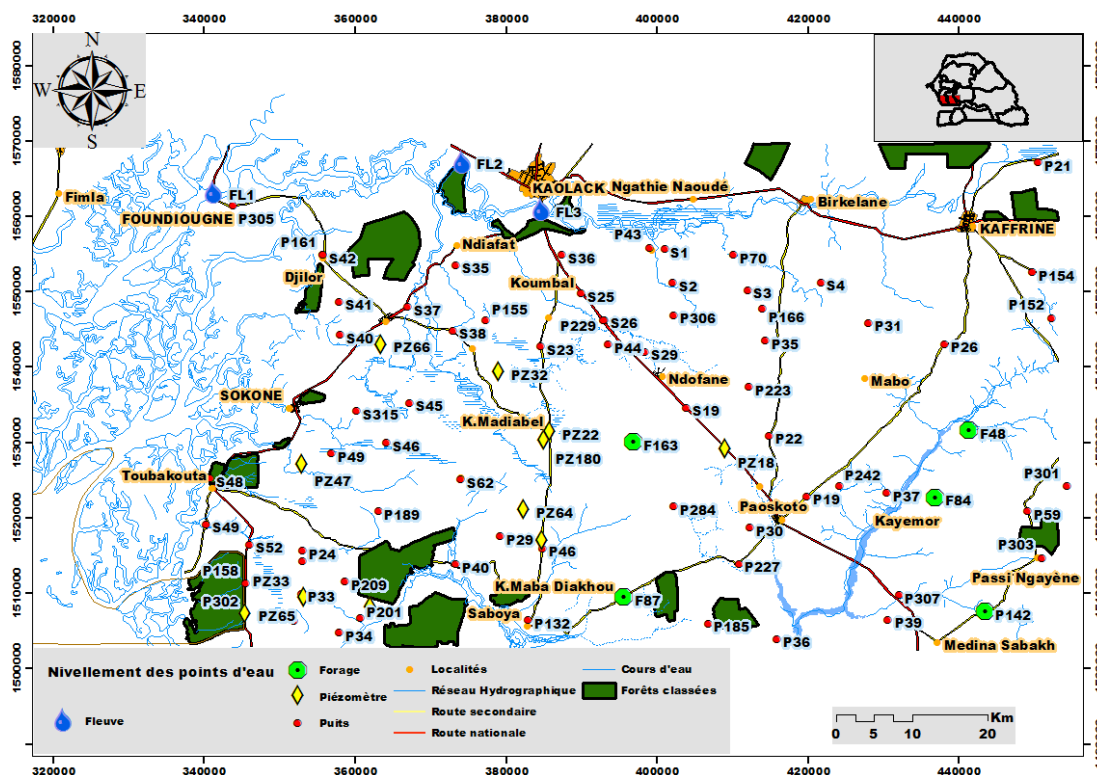 320000 340000 360000 380000 400000 420000 440000
N
W E
S
1580000
1570000
1560000
1550000
1540000
1530000
1520000
1510000
1500000
P21
FL2
KAOLACK Ngathie Naoudé
Fimla
FL1
Birkelane
FL3
FOUNDIOUGNE P305
KAFFRINE
P161
S42
Ndiafat
P43
S1
S36
P70
S35
P154
Djilor
Koumbal
S2
S3
S4
S41
S37
P155
S25
P152
P229
S26
P306
P166
P31
S40
S38
PZ66
S23
P44
S29
P35
P26
PZ32
Ndofane
Mabo
SOKONE
P223
S315
S45
S19
K.Madiabel
PZ22
F48
S46
PZ180
F163
P22
P49
PZ18
PZ47
Toubakouta
S48
S62
P242
P301
Paoskoto
P19
P37
F84
P189
PZ64
P284
P59
S49
Kayemor
P30
S52
P24
P29
P46
P303
P158
PZ33
P40
P227
Passi Ngayène
P209
K.Maba Diakhou
P302
P33
F87
P307
PZ65
P201
Saboya
P132
P142
P185
P39
P34
P36
Medina Sabakh
Nivellement des points d'eau
Fleuve
Forage
Piézomètre
Puits
Localités
Réseau Hydrographique
Route secondaire
Route nationale
Cours d'eau
Forêts classées
Km
0 5 10 20
320000 340000 360000 380000 400000 420000 440000